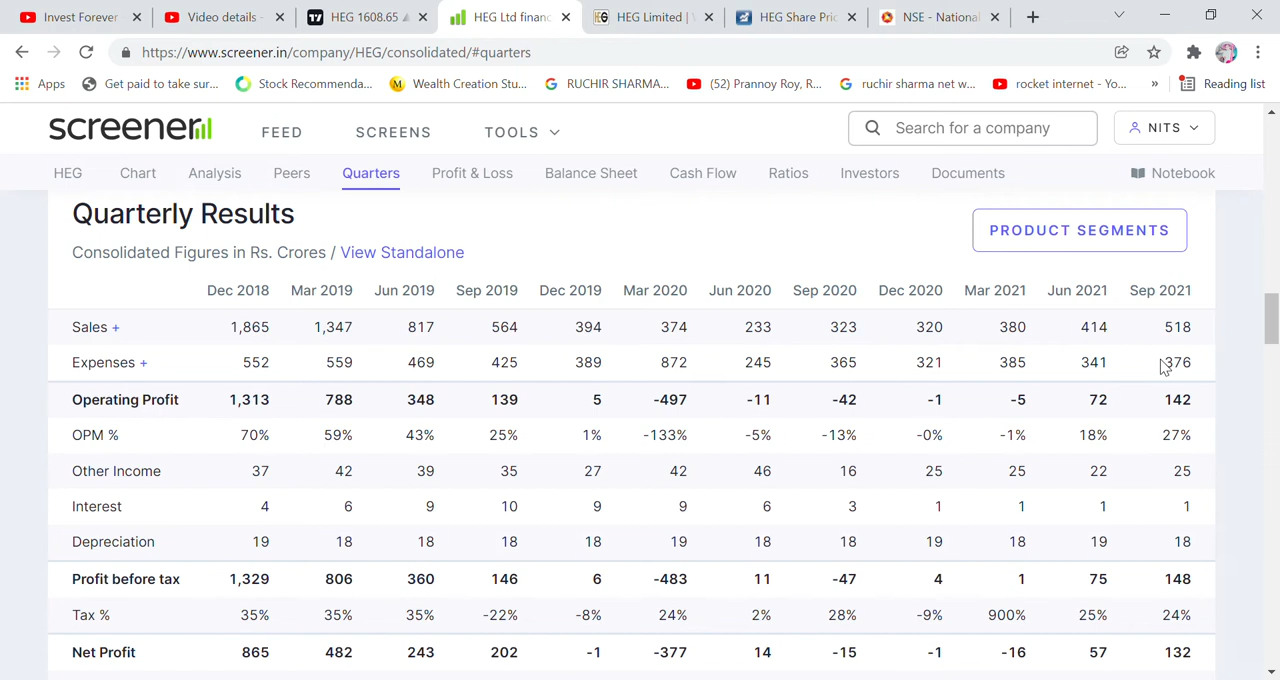 Invest Forever
Video details -
HEG 1608.65
HEG Ltd financ
HEG Limited |
HEG Share Pric
NSE - National
https://www.screener.in/company/HEG/consolidated/#quarters
Apps Get paid to take sur... Stock Recommenda... Wealth Creation Stu... RUCHIR SHARMA... (52) Prannoy Roy, R... ruchir sharma net w... rocket internet - Yo... » Reading list
screener FEED SCREENS TOOLS Search for a company NITS
HEG Chart Analysis Peers Quarters Profit & Loss Balance Sheet Cash Flow Ratios Investors Documents Notebook
Quarterly Results
PRODUCT SEGMENTS
Consolidated Figures in Rs. Crores / View Standalone
Dec 2018 Mar 2019 Jun 2019 Sep 2019 Dec 2019 Mar 2020 Jun 2020 Sep 2020 Dec 2020 Mar 2021 Jun 2021 Sep 2021
Sales + 1,865 1,347 817 564 394 374 233 323 320 380 414 518
Expenses + 552 559 469 425 389 872 245 365 321 385 341 376
Operating Profit 1,313 788 348 139 5 -497 -11 -42 -1 -5 72 142
OPM % 70% 59% 43% 25% 1% -133% -5% -13% -0% -1% 18% 27%
Other Income 37 42 39 35 27 42 46 16 25 25 22 25
Interest 4 6 9 10 9 9 6 3 1 1 1 1
Depreciation 19 18 18 18 18 19 18 18 19 18 19 18
Profit before tax 1,329 806 360 146 6 -483 11 -47 4 1 75 148
Tax % 35% 35% 35% -22% -8% 24% 2% 28% -9% 900% 25% 24%
Net Profit 865 482 243 202 -1 -377 14 -15 -1 -16 57 132